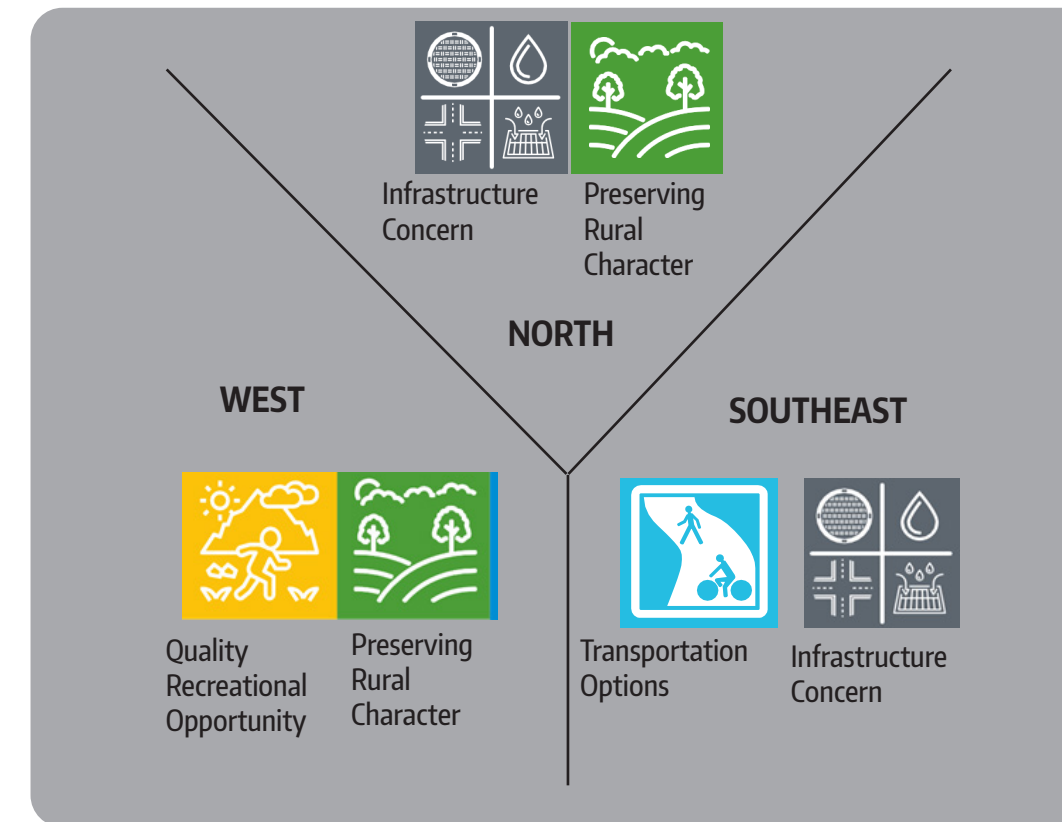 Infrastructure
Concern
Preserving
Rural
Character
NORTH
WEST
SOUTHEAST
Quality
Recreational
Opportunity
Preserving
Rural
Character
Transportation
Options
Infrastructure
Concern